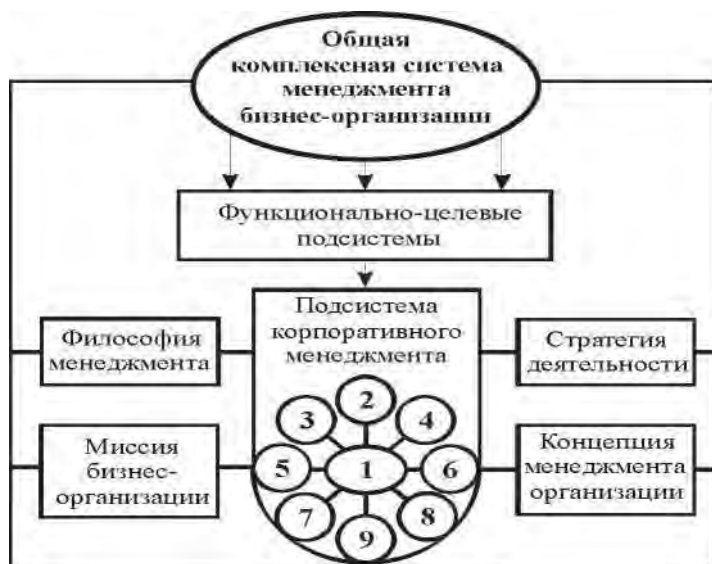 Общая
комплексная система
менеджмента
бизнес-организации
Функционально-целевые
подсистемы
Подсистема
корпоративного
менеджмента
Философия
менеджмента
Стратегия
деятельности
Миссия
бизнес-
организации
Концепция
менеджмента
организации
2
3
4
5
1
6
7
8
9